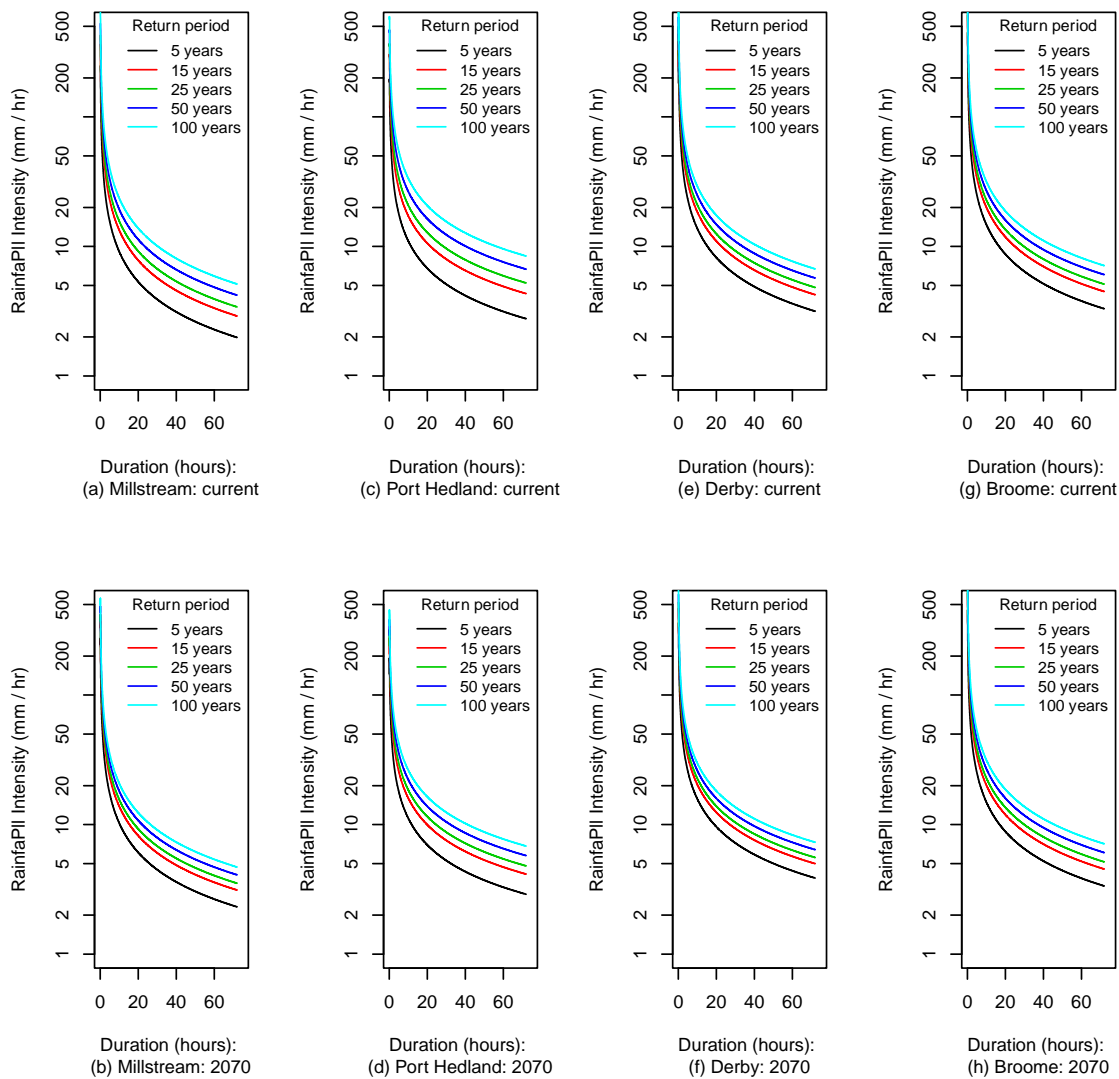 Return period
5 years
15 years
25 years
50 years
100 years
RainfaPII Intensity (mm / hr)
500
200
50
20
10
5
2
1
0 20 40 60
Duration (hours):
(a) Millstream: current
Return period
5 years
15 years
25 years
50 years
100 years
RainfaPII Intensity (mm / hr)
500
200
50
20
10
5
2
1
0 20 40 60
Duration (hours):
(c) Port Hedland: current
Return period
5 years
15 years
25 years
50 years
100 years
RainfaPII Intensity (mm / hr)
500
200
50
20
10
5
2
1
0 20 40 60
Duration (hours):
(e) Derby: current
Return period
5 years
15 years
25 years
50 years
100 years
RainfaPII Intensity (mm / hr)
500
200
50
20
10
5
2
1
0 20 40 60
Duration (hours):
(g) Broome: current
Return period
5 years
15 years
25 years
50 years
100 years
RainfaPII Intensity (mm / hr)
500
200
50
20
10
5
2
1
0 20 40 60
Duration (hours):
(b) Millstream: 2070
Return period
5 years
15 years
25 years
50 years
100 years
RainfaPII Intensity (mm / hr)
500
200
50
20
10
5
2
1
0 20 40 60
Duration (hours):
(d) Port Hedland: 2070
Return period
5 years
15 years
25 years
50 years
100 years
RainfaPII Intensity (mm / hr)
500
200
50
20
10
5
2
1
0 20 40 60
Duration (hours):
(f) Derby: 2070
Return period
5 years
15 years
25 years
50 years
100 years
RainfaPII Intensity (mm / hr)
500
200
50
20
10
5
2
1
0 20 40 60
Duration (hours):
(h) Broome: 2070